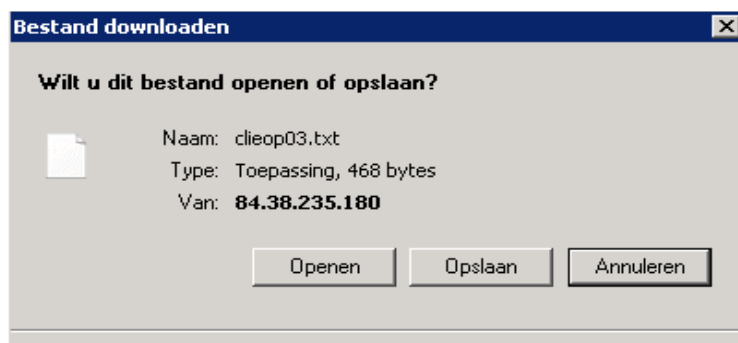 Bestand downloaden
Wilt u dit bestand openen of opslaan?
Naam: clieop03.txt
Type: Toepassing, 468 bytes
Van: 84.38.235.180
Openen Opslaan Annuleren